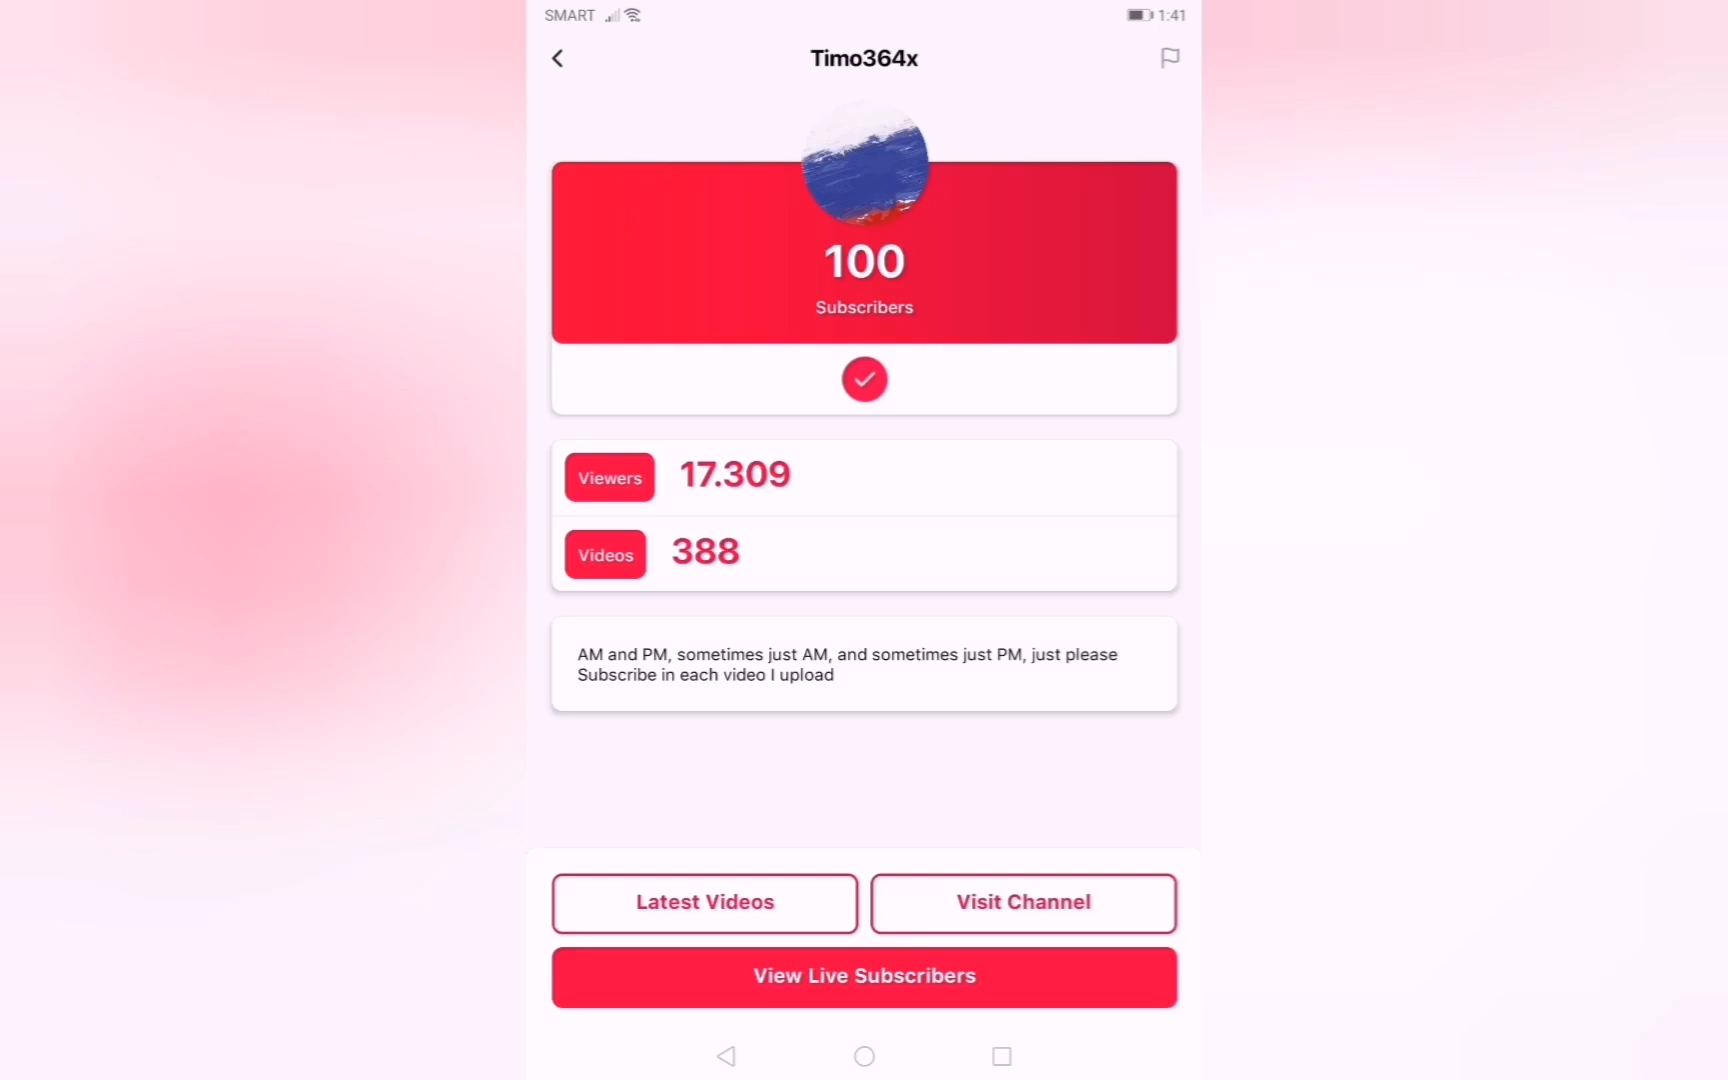 SMART
1:41
Timo364x
100
Subscribers
Viewers 17.309
Videos 388
AM and PM, sometimes just AM, and sometimes just PM, just please
Subscribe in each video I upload
Latest Videos
Visit Channel
View Live Subscribers